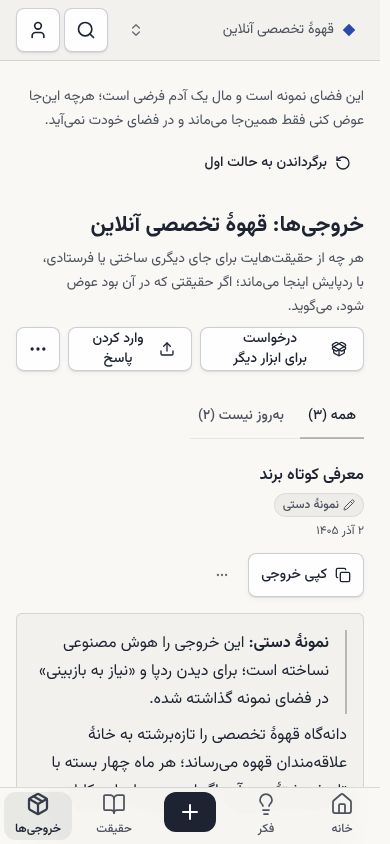 قهوهٔ تخصصی آنلاین
این فضای نمونه است و مال یک آدم فرضی است؛ هرچه این‌جا
عوض کنی فقط همین‌جا می‌ماند و در فضای خودت نمی‌آید.
برگرداندن به حالت اول
خروجی‌ها: قهوهٔ تخصصی آنلاین
هر چه از حقیقت‌هایت برای جای دیگری ساختی یا فرستادی،
با ردپایش اینجا می‌ماند؛ اگر حقیقتی که در آن بود عوض
شود، می‌گوید.
درخواست
برای ابزار دیگر
وارد کردن
پاسخ
همه (۳)
به‌روز نیست (۲)
معرفی کوتاه برند
نمونهٔ دستی
۲ آذر ۱۴۰۵
کپی خروجی
نمونهٔ دستی: این خروجی را هوش مصنوعی
نساخته است؛ برای دیدن ردپا و «نیاز به بازبینی»
در فضای نمونه گذاشته شده.
دانه‌گاه قهوهٔ تخصصی را تازه‌برشته به خانهٔ
علاقه‌مندان قهوه می‌رساند؛ هر ماه چهار بسته با
خانه
فکر
حقیقت
خروجی‌ها